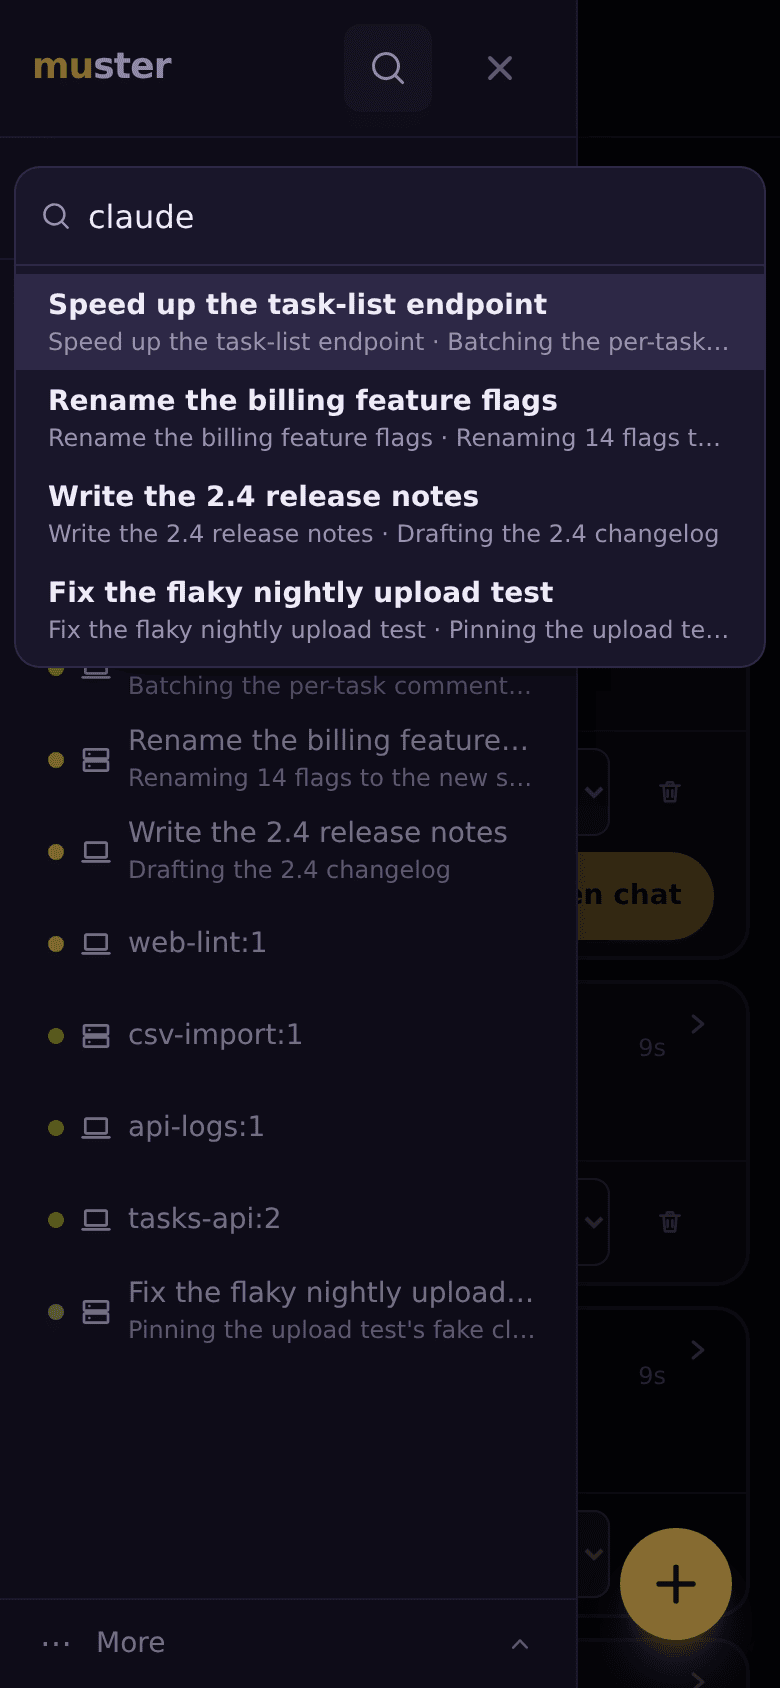 muster
claude
Speed up the task-list endpoint
Speed up the task-list endpoint · Batching the per-task…
Rename the billing feature flags
Rename the billing feature flags · Renaming 14 flags t…
Write the 2.4 release notes
Write the 2.4 release notes · Drafting the 2.4 changelog
Fix the flaky nightly upload test
Fix the flaky nightly upload test · Pinning the upload te…
Batching the per-task comment…
Rename the billing feature…
Renaming 14 flags to the new s…
Write the 2.4 release notes
Drafting the 2.4 changelog
en chat
web-lint:1
csv-import:1
9s
api-logs:1
tasks-api:2
Fix the flaky nightly upload…
Pinning the upload test's fake cl…
9s
More